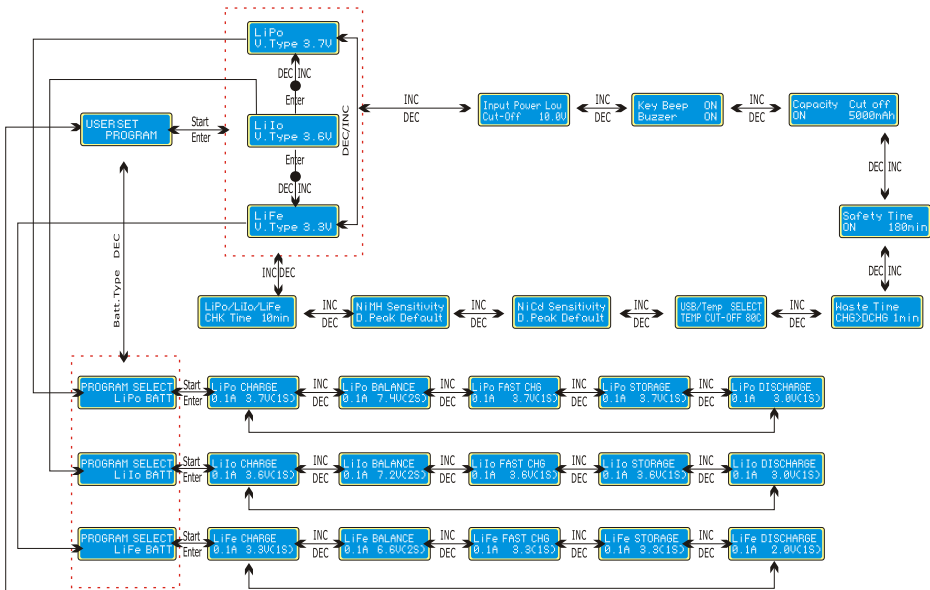 LiPo
V.Type 3.7V
DEC INC
Enter
USERSET
PROGRAM
Start
Enter
LiIo
V.Type 3.6V
Enter
DEC INC
LiFe
V.Type 3.3V
DEC/INC
INC
DEC
Input Power Low
Cut-Off 10.0V
INC
DEC
Key Beep ON
Buzzer ON
INC
DEC
Capacity Cut off
ON 5000mAh
DEC INC
Safety Time
ON 180min
DEC INC
INC DEC
Batt.Type DEC
LiPo/LiIo/LiFe
CHK Time 10min
INC
DEC
NiMH Sensitivity
D.Peak Default
INC
DEC
NiCd Sensitivity
D.Peak Default
INC
DEC
USB/Temp SELECT
TEMP CUT-OFF 80C
INC
DEC
Waste Time
CHG>DCHG 1min
PROGRAM SELECT
LiPo BATT
Start
Enter
LiPo CHARGE
0.1A 3.7V(1S)
INC
DEC
LiPo BALANCE
0.1A 7.4V(2S)
INC
DEC
LiPo FAST CHG
0.1A 3.7V(1S)
INC
DEC
LiPo STORAGE
0.1A 3.7V(1S)
INC
DEC
LiPo DISCHARGE
0.1A 3.0V(1S)
PROGRAM SELECT
LiIo BATT
Start
Enter
LiIo CHARGE
0.1A 3.6V(1S)
INC
DEC
LiIo BALANCE
0.1A 7.2V(2S)
INC
DEC
LiIo FAST CHG
0.1A 3.6V(1S)
INC
DEC
LiIo STORAGE
0.1A 3.6V(1S)
INC
DEC
LiIo DISCHARGE
0.1A 3.0V(1S)
PROGRAM SELECT
LiFe BATT
Start
Enter
LiFe CHARGE
0.1A 3.3V(1S)
INC
DEC
LiFe BALANCE
0.1A 6.6V(2S)
INC
DEC
LiFe FAST CHG
0.1A 3.3(1S)
INC
DEC
LiFe STORAGE
0.1A 3.3(1S)
INC
DEC
LiFe DISCHARGE
0.1A 2.0V(1S)